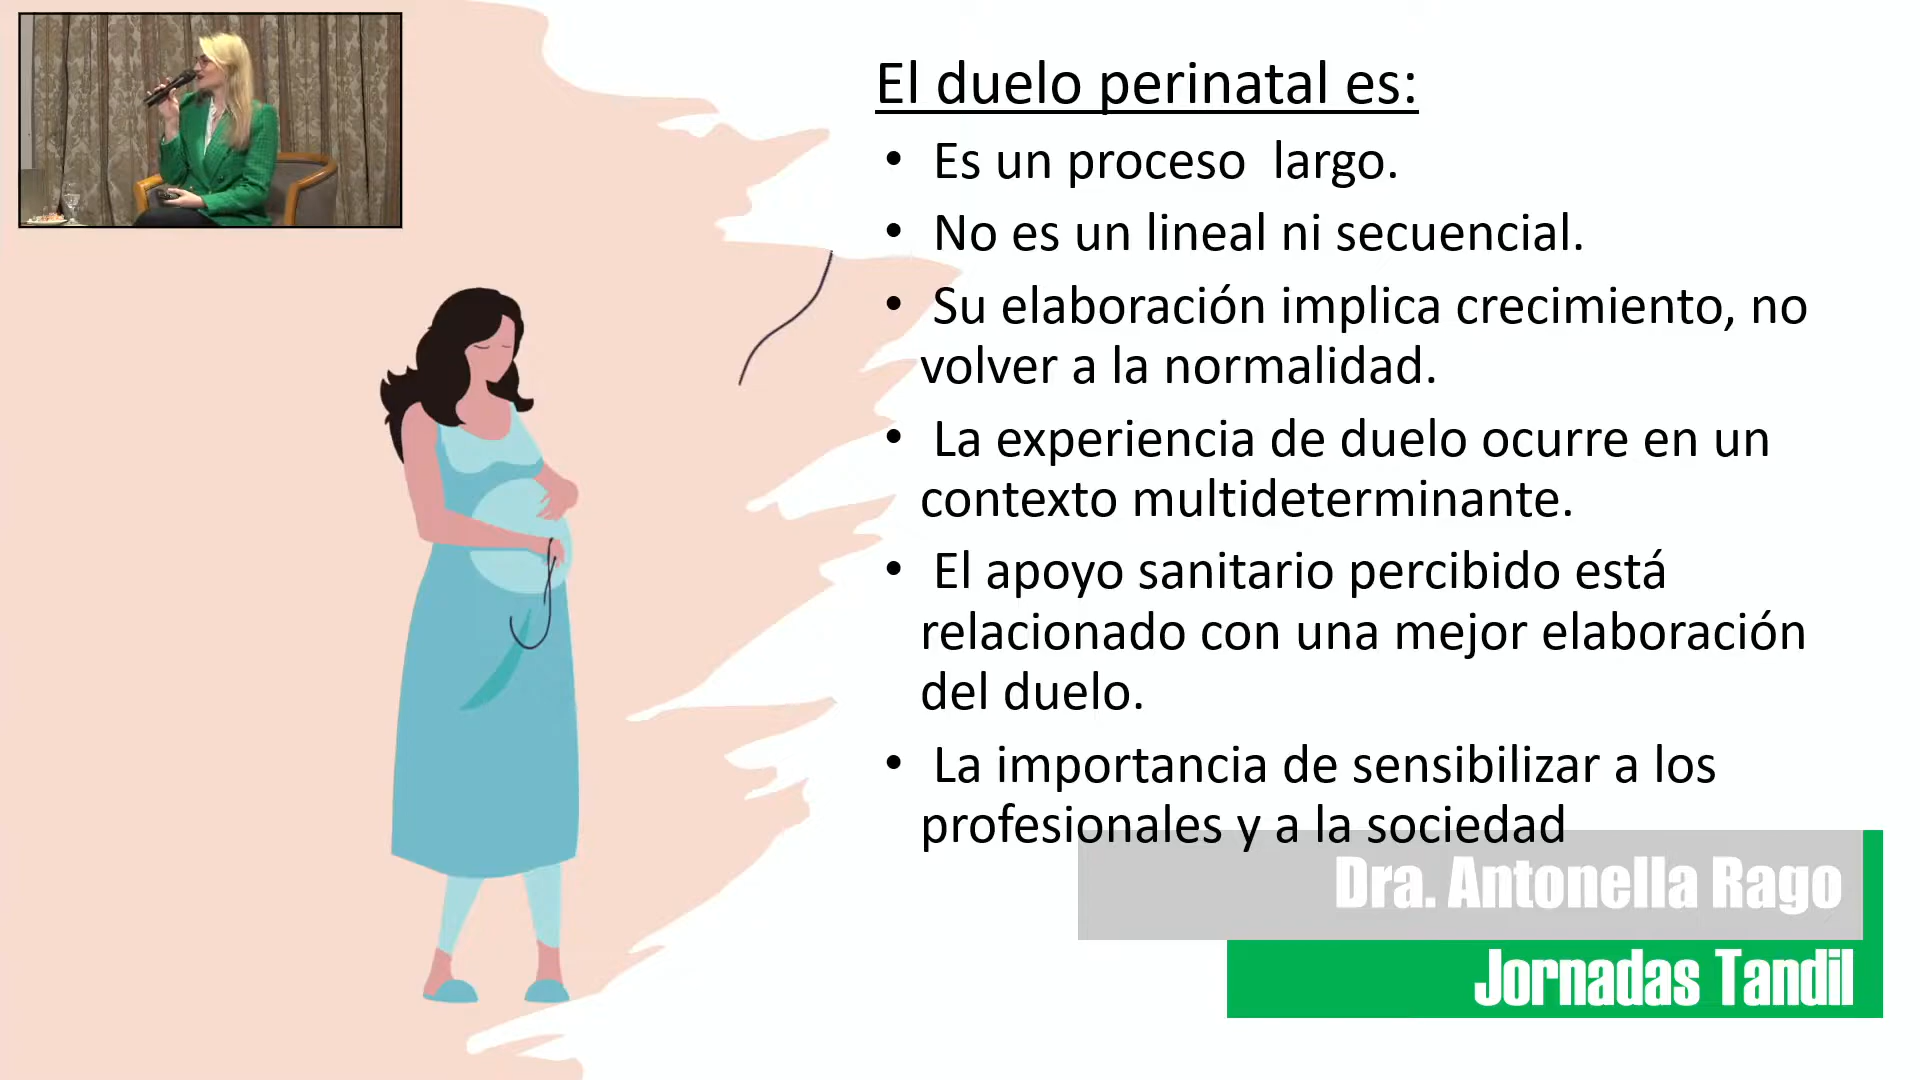 El duelo perinatal es:
• Es un proceso largo.
• No es un lineal ni secuencial.
• Su elaboración implica crecimiento, no
volver a la normalidad.
• La experiencia de duelo ocurre en un
contexto multideterminante.
• El apoyo sanitario percibido está
relacionado con una mejor elaboración
del duelo.
• La importancia de sensibilizar a los
profesionales y a la sociedad
Dra. Antonella Rago
Jornadas Tandil